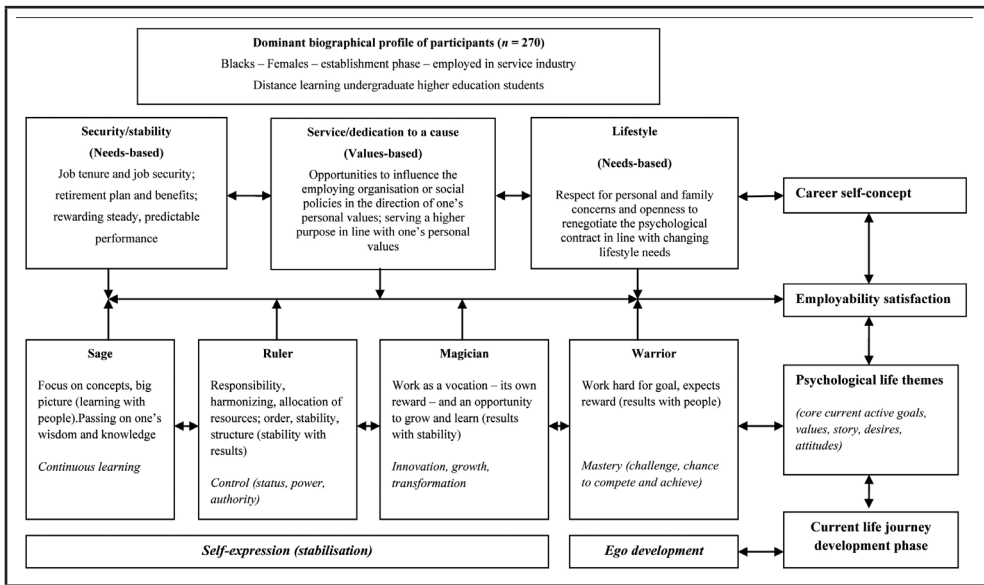 Dominant biographical profile of participants (n = 270)
Blacks – Females – establishment phase – employed in service industry
Distance learning undergraduate higher education students
Security/stability
(Needs-based)
Job tenure and job security;
retirement plan and benefits;
rewarding steady, predictable
performance
Service/dedication to a cause
(Values-based)
Opportunities to influence the
employing organisation or social
policies in the direction of one's
personal values; serving a higher
purpose in line with one's personal
values
Lifestyle
(Needs-based)
Respect for personal and family
concerns and openness to
renegotiate the psychological
contract in line with changing
lifestyle needs
Career self-concept
Employability satisfaction
Sage
Focus on concepts, big
picture (learning with
people).Passing on one's
wisdom and knowledge
Continuous learning
Ruler
Responsibility,
harmonizing, allocation of
resources; order, stability,
structure (stability with
results)
Control (status, power,
authority)
Magician
Work as a vocation – its own
reward – and an opportunity
to grow and learn (results
with stability)
Innovation, growth,
transformation
Warrior
Work hard for goal, expects
reward (results with people)
Mastery (challenge, chance
to compete and achieve)
Psychological life themes
(core current active goals,
values, story, desires,
attitudes)
Self-expression (stabilisation)
Ego development
Current life journey
development phase